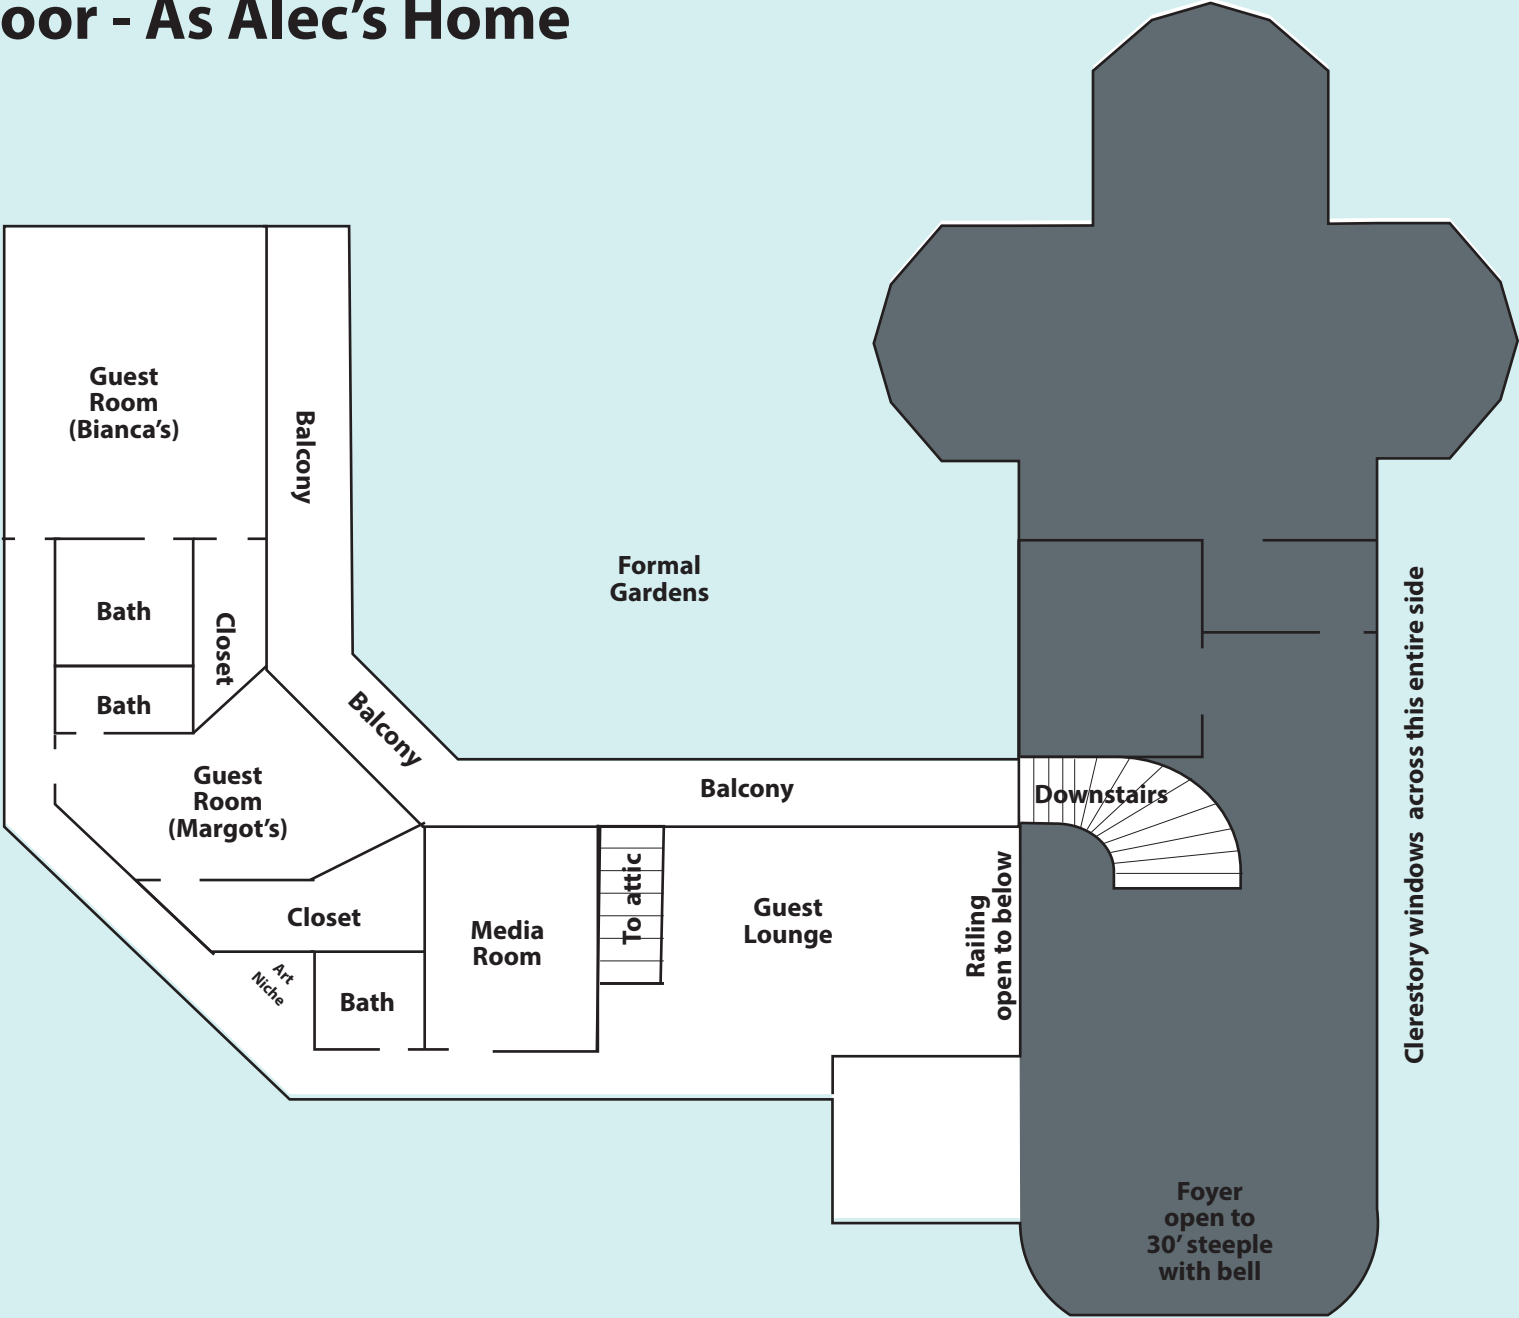 oor - As Alec’s Home
Guest
Room
(Bianca’s)
Balcony
Formal
Gardens
Bath
Closet
Bath
Balcony
Guest
Room
(Margot’s)
Balcony
Downstairs
Clerestory windows across this entire side
To attic
Guest
Lounge
Railing
open to below
Closet
Media
Room
Art
Niche
Bath
Foyer
open to
30’ steeple
with bell